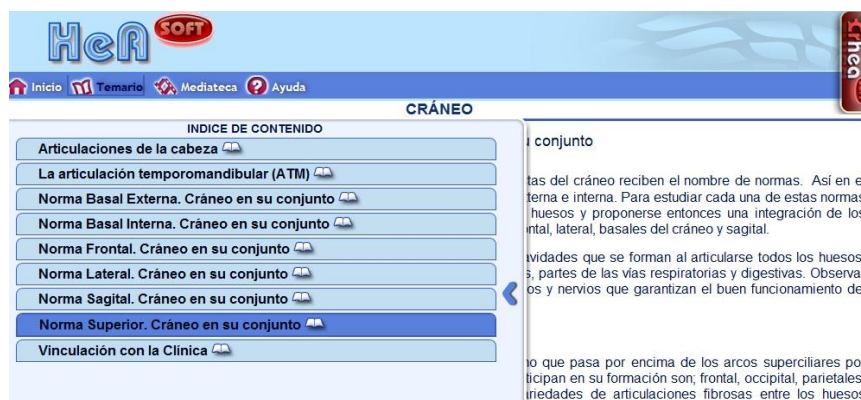 HeA SOFT
Inicio Temario Mediateca Ayuda
CRÁNEO
INDICE DE CONTENIDO
Articulaciones de la cabeza
La articulación temporomandibular (ATM)
Norma Basal Externa. Cráneo en su conjunto
Norma Basal Interna. Cráneo en su conjunto
Norma Frontal. Cráneo en su conjunto
Norma Lateral. Cráneo en su conjunto
Norma Sagital. Cráneo en su conjunto
Norma Superior. Cráneo en su conjunto
Vinculación con la Clínica
conjunto
tas del cráneo reciben el nombre de normas. Así en e
terna e interna. Para estudiar cada una de estas normas
huesos y proponerse entonces una integración de los
ntal, lateral, basales del cráneo y sagital.
avidades que se forman al articularse todos los huesos
s, partes de las vías respiratorias y digestivas. Observa
os y nervios que garantizan el buen funcionamiento de
no que pasa por encima de los arcos superciliares po
ticipan en su formación son; frontal, occipital, parietales
riedades de articulaciones fibrosas entre los huesos